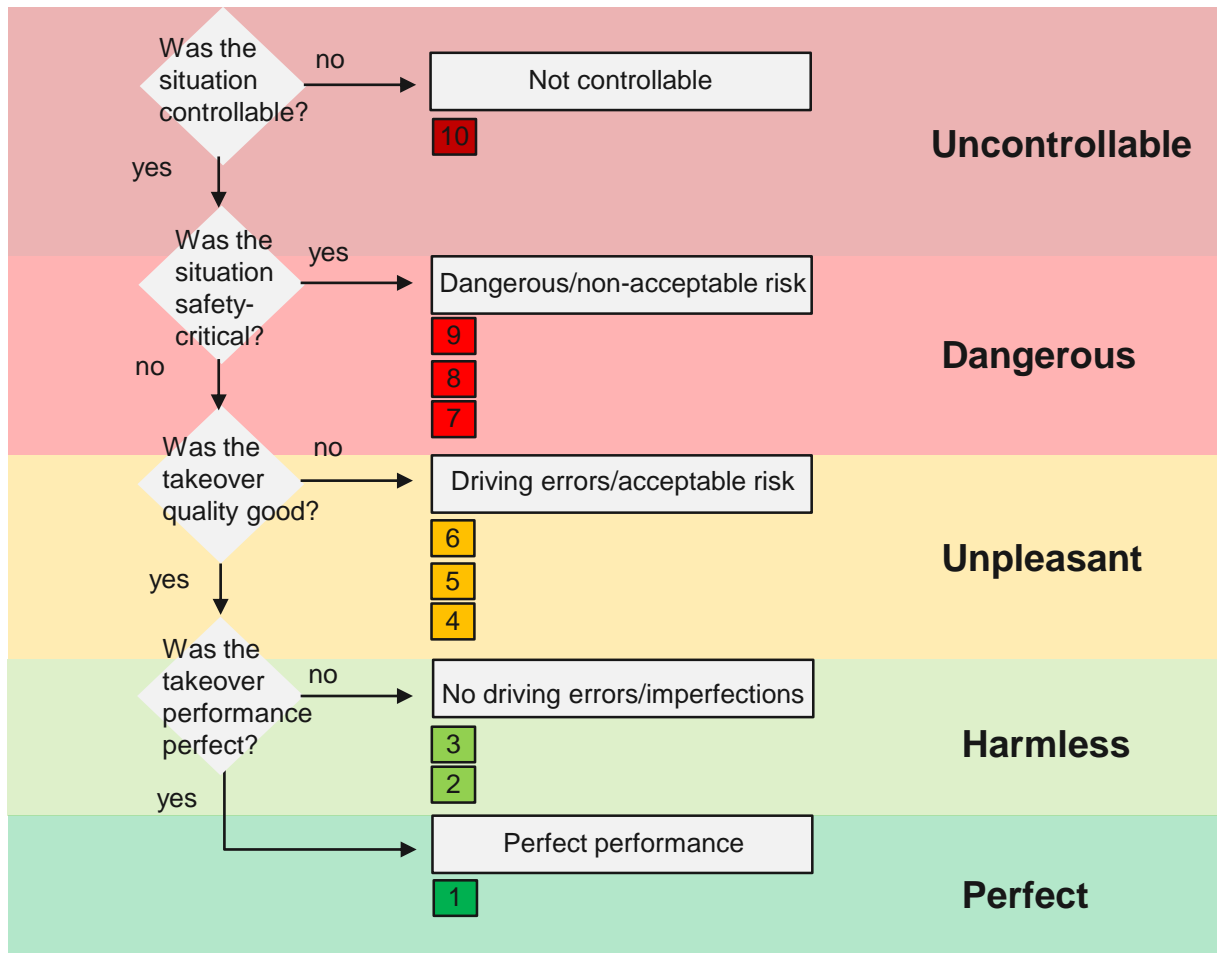 Was the
situation
controllable?
no
Not controllable
10
Uncontrollable
yes
Was the
situation
safety-
critical?
yes
Dangerous/non-acceptable risk
9
8
7
Dangerous
no
Was the
takeover
quality good?
no
Driving errors/acceptable risk
6
5
4
Unpleasant
yes
Was the
takeover
performance
perfect?
no
No driving errors/imperfections
3
2
Harmless
yes
Perfect performance
1
Perfect